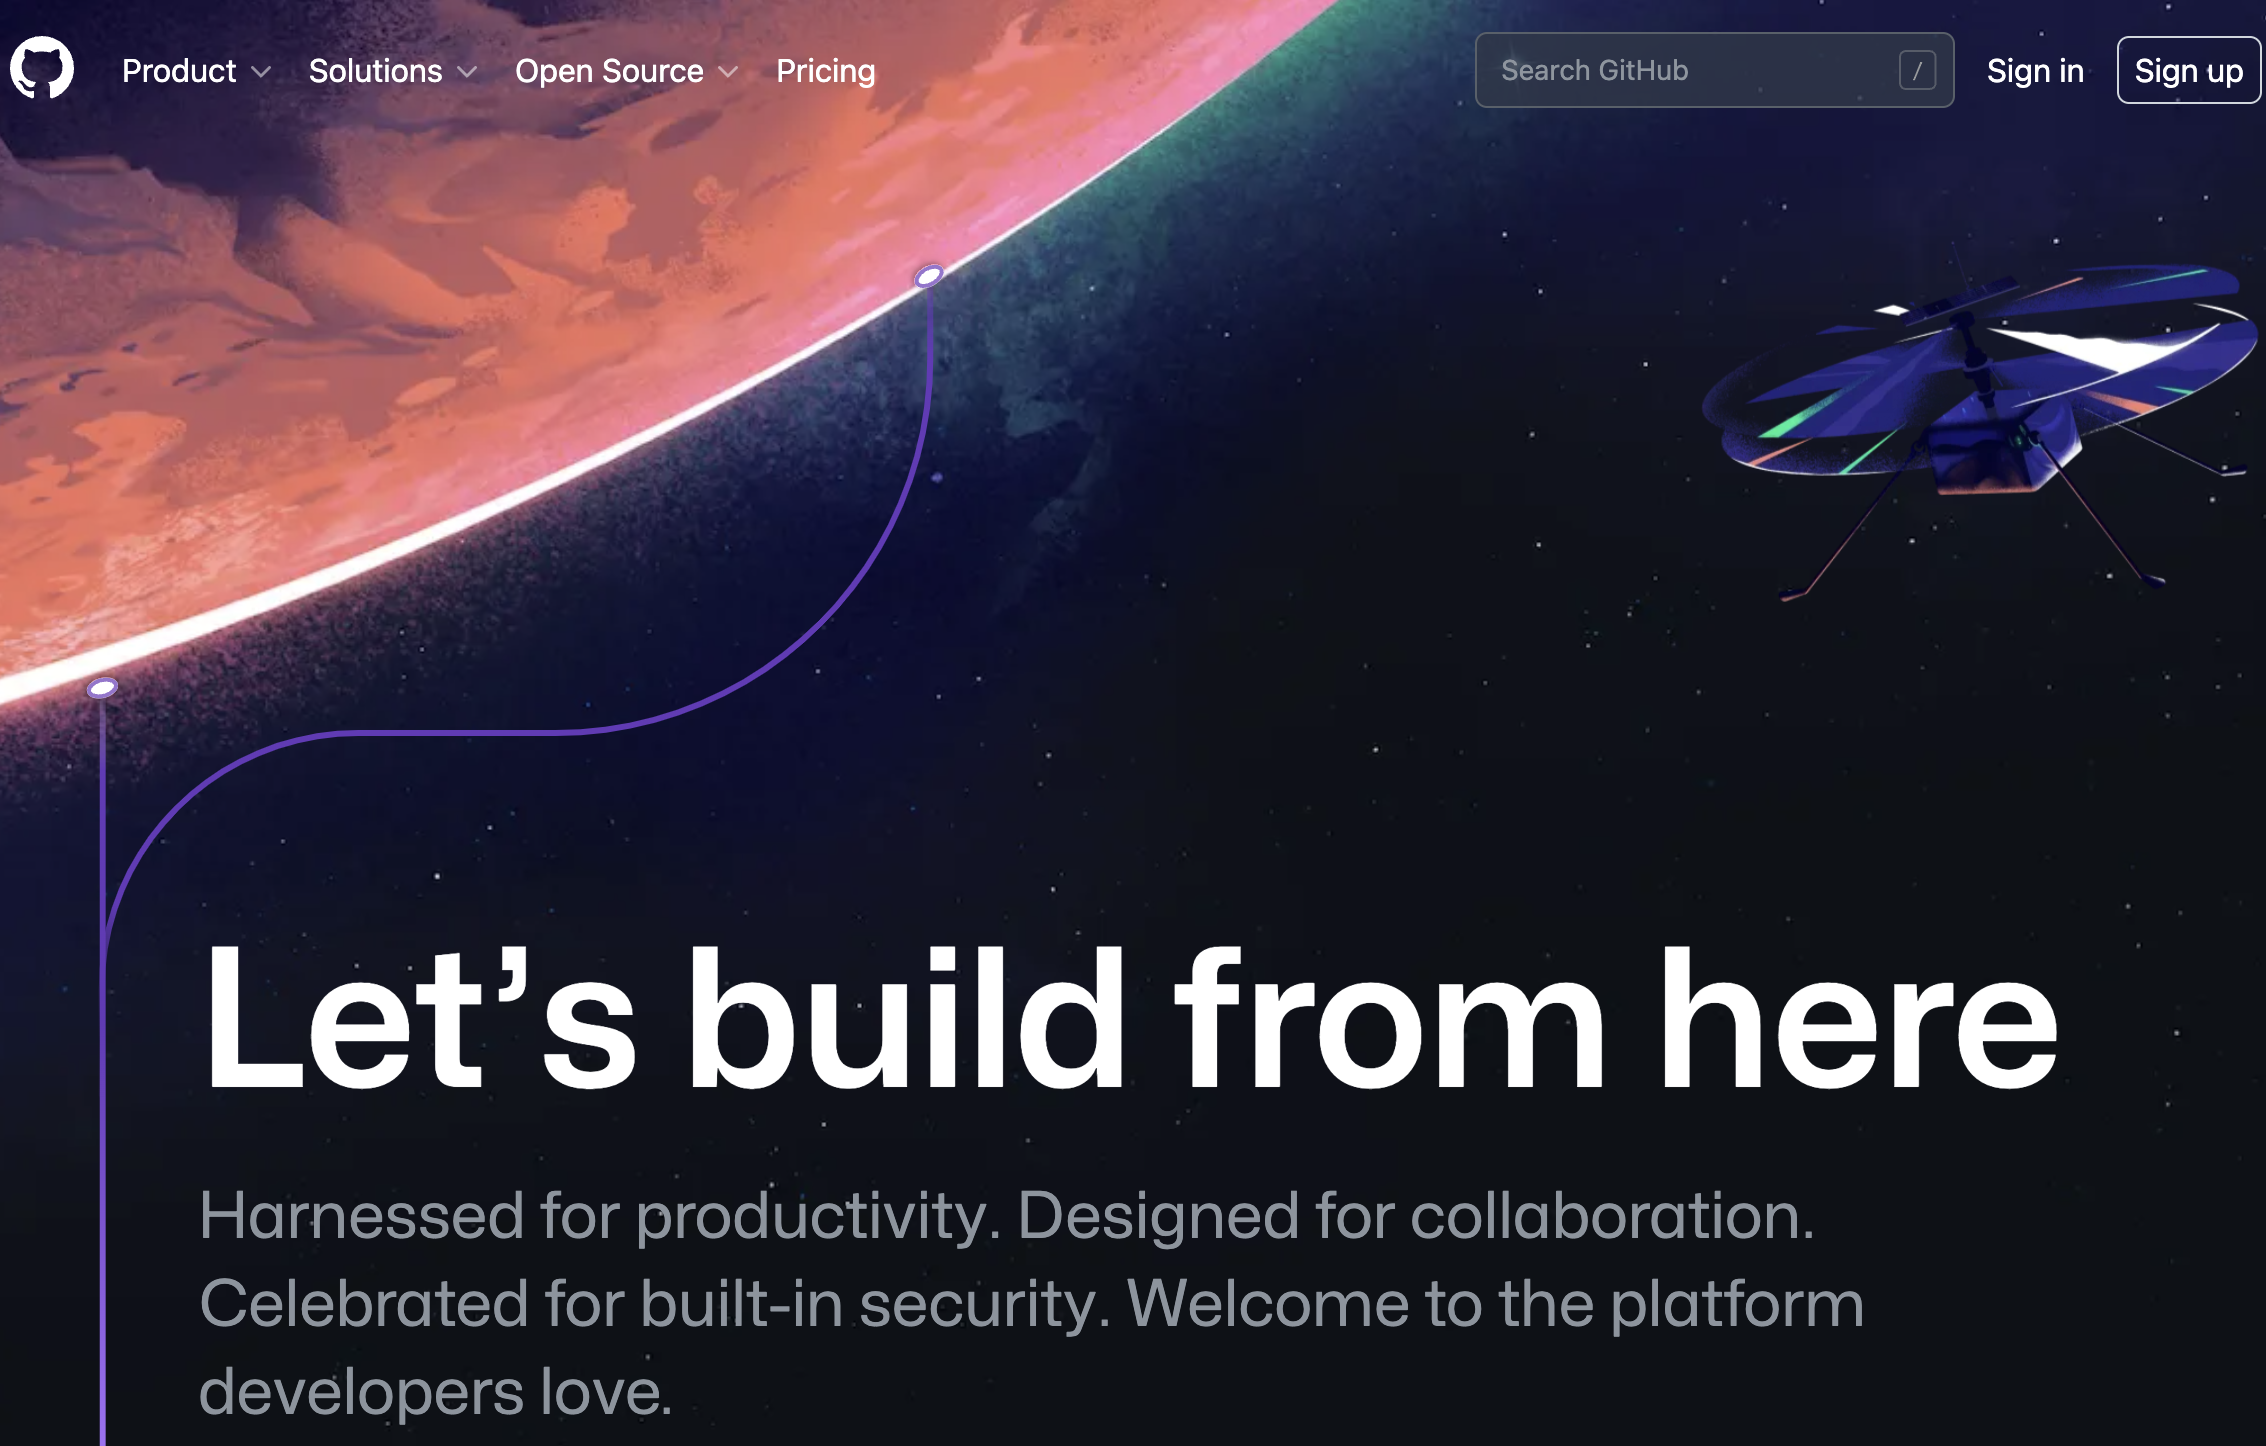 Product
Solutions
Open Source
Pricing
Search GitHub
/
Sign in
Sign up
Let’s build from here
Harnessed for productivity. Designed for collaboration.
Celebrated for built-in security. Welcome to the platform
developers love.